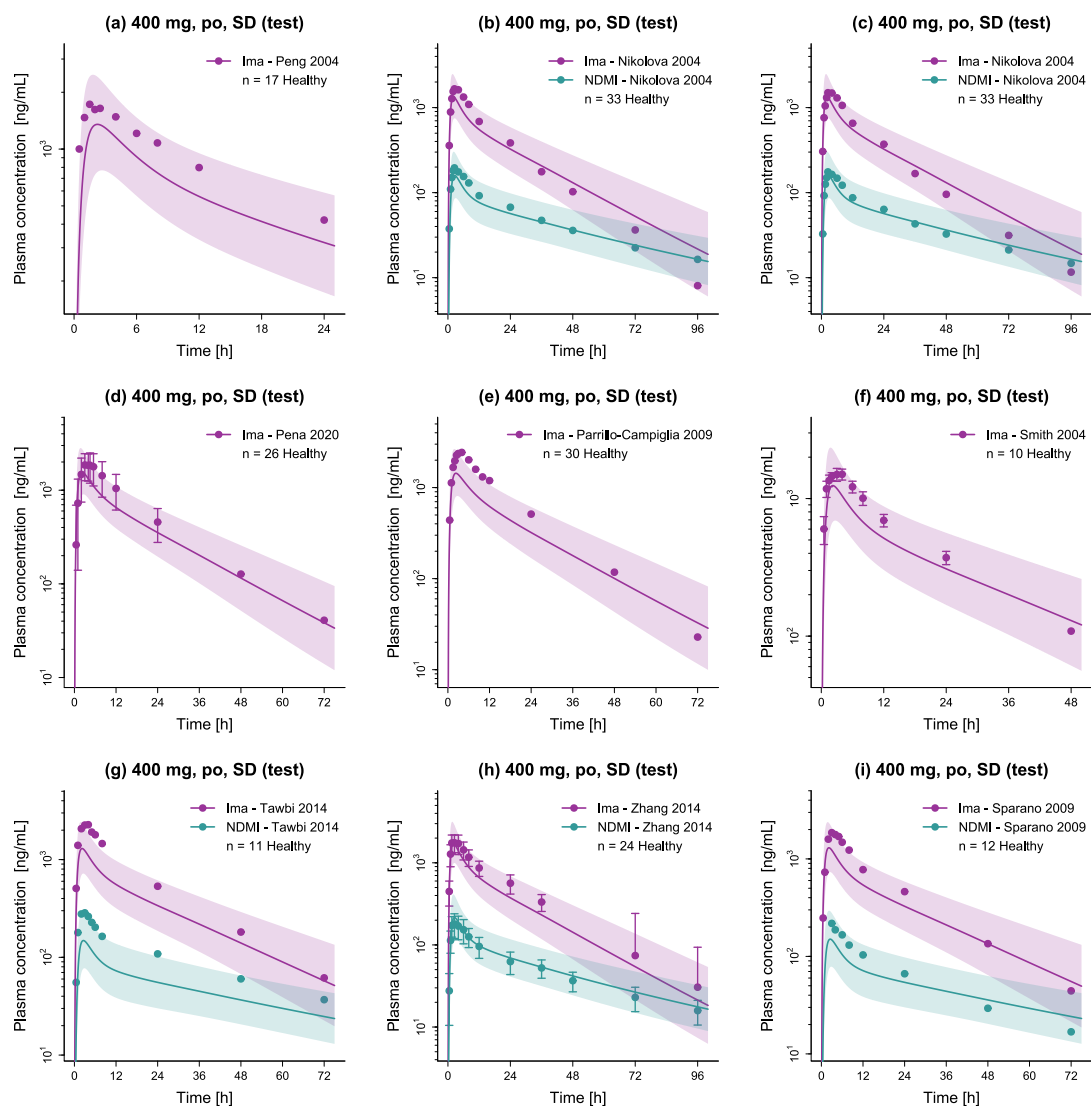 (a) 400 mg, po, SD (test)
Plasma concentration [ng/mL]
Ima - Peng 2004
n = 17 Healthy
10³
0 6 12 18 24
Time [h]
(b) 400 mg, po, SD (test)
Plasma concentration [ng/mL]
Ima - Nikolova 2004
NDMI - Nikolova 2004
n = 33 Healthy
10³
10²
10¹
0 24 48 72 96
Time [h]
(c) 400 mg, po, SD (test)
Plasma concentration [ng/mL]
Ima - Nikolova 2004
NDMI - Nikolova 2004
n = 33 Healthy
10³
10²
10¹
0 24 48 72 96
Time [h]
(d) 400 mg, po, SD (test)
Plasma concentration [ng/mL]
Ima - Pena 2020
n = 26 Healthy
10³
10²
10¹
0 12 24 36 48 60 72
Time [h]
(e) 400 mg, po, SD (test)
Plasma concentration [ng/mL]
Ima - Parrillo-Campiglia 2009
n = 30 Healthy
10³
10²
10¹
0 12 24 36 48 60 72
Time [h]
(f) 400 mg, po, SD (test)
Plasma concentration [ng/mL]
Ima - Smith 2004
n = 10 Healthy
10³
10²
0 12 24 36 48
Time [h]
(g) 400 mg, po, SD (test)
Plasma concentration [ng/mL]
Ima - Tawbi 2014
NDMI - Tawbi 2014
n = 11 Healthy
10³
10²
10¹
0 12 24 36 48 60 72
Time [h]
(h) 400 mg, po, SD (test)
Plasma concentration [ng/mL]
Ima - Zhang 2014
NDMI - Zhang 2014
n = 24 Healthy
10³
10²
10¹
0 24 48 72 96
Time [h]
(i) 400 mg, po, SD (test)
Plasma concentration [ng/mL]
Ima - Sparano 2009
NDMI - Sparano 2009
n = 12 Healthy
10³
10²
10¹
0 12 24 36 48 60 72
Time [h]